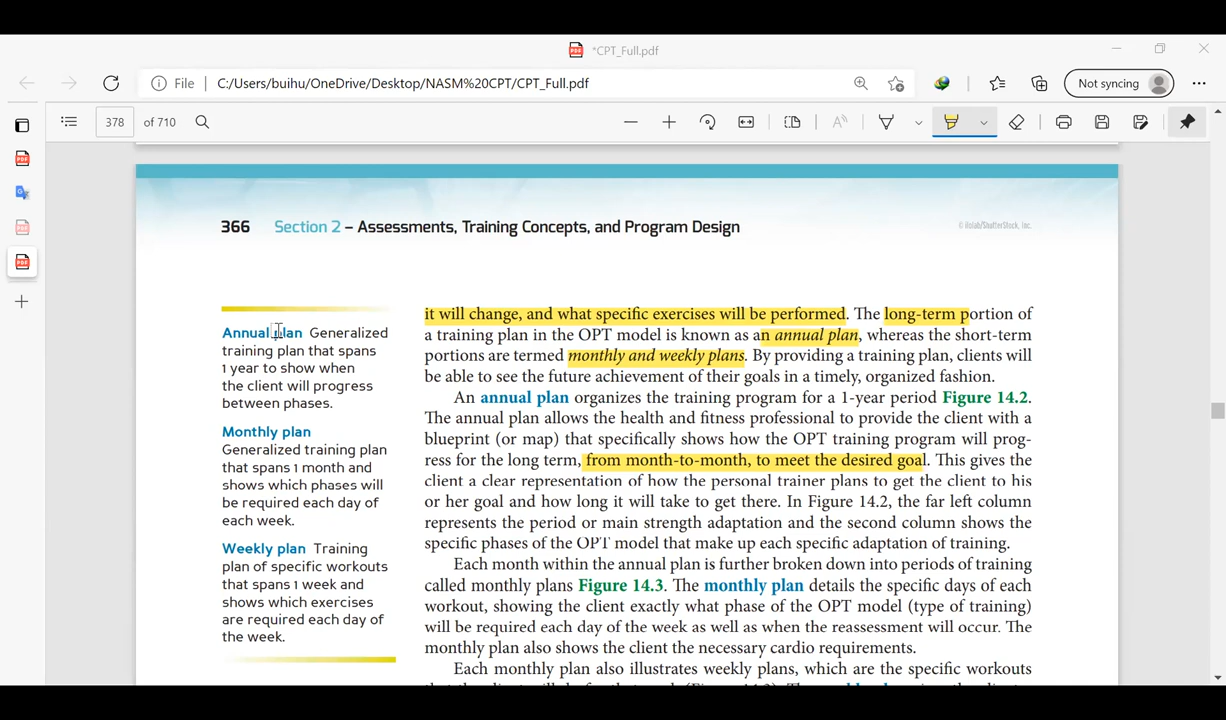 *CPT_Full.pdf
File | C:/Users/buihu/OneDrive/Desktop/NASM%20CPT/CPT_Full.pdf
Not syncing
378 of 710
366 Section 2 – Assessments, Training Concepts, and Program Design
Annual plan Generalized
training plan that spans
1 year to show when
the client will progress
between phases.
Monthly plan
Generalized training plan
that spans 1 month and
shows which phases will
be required each day of
each week.
Weekly plan Training
plan of specific workouts
that spans 1 week and
shows which exercises
are required each day of
the week.
it will change, and what specific exercises will be performed. The long-term portion of
a training plan in the OPT model is known as an annual plan, whereas the short-term
portions are termed monthly and weekly plans. By providing a training plan, clients will
be able to see the future achievement of their goals in a timely, organized fashion.
An annual plan organizes the training program for a 1-year period Figure 14.2.
The annual plan allows the health and fitness professional to provide the client with a
blueprint (or map) that specifically shows how the OPT training program will prog-
ress for the long term, from month-to-month, to meet the desired goal. This gives the
client a clear representation of how the personal trainer plans to get the client to his
or her goal and how long it will take to get there. In Figure 14.2, the far left column
represents the period or main strength adaptation and the second column shows the
specific phases of the OPT model that make up each specific adaptation of training.
Each month within the annual plan is further broken down into periods of training
called monthly plans Figure 14.3. The monthly plan details the specific days of each
workout, showing the client exactly what phase of the OPT model (type of training)
will be required each day of the week as well as when the reassessment will occur. The
monthly plan also shows the client the necessary cardio requirements.
Each monthly plan also illustrates weekly plans, which are the specific workouts